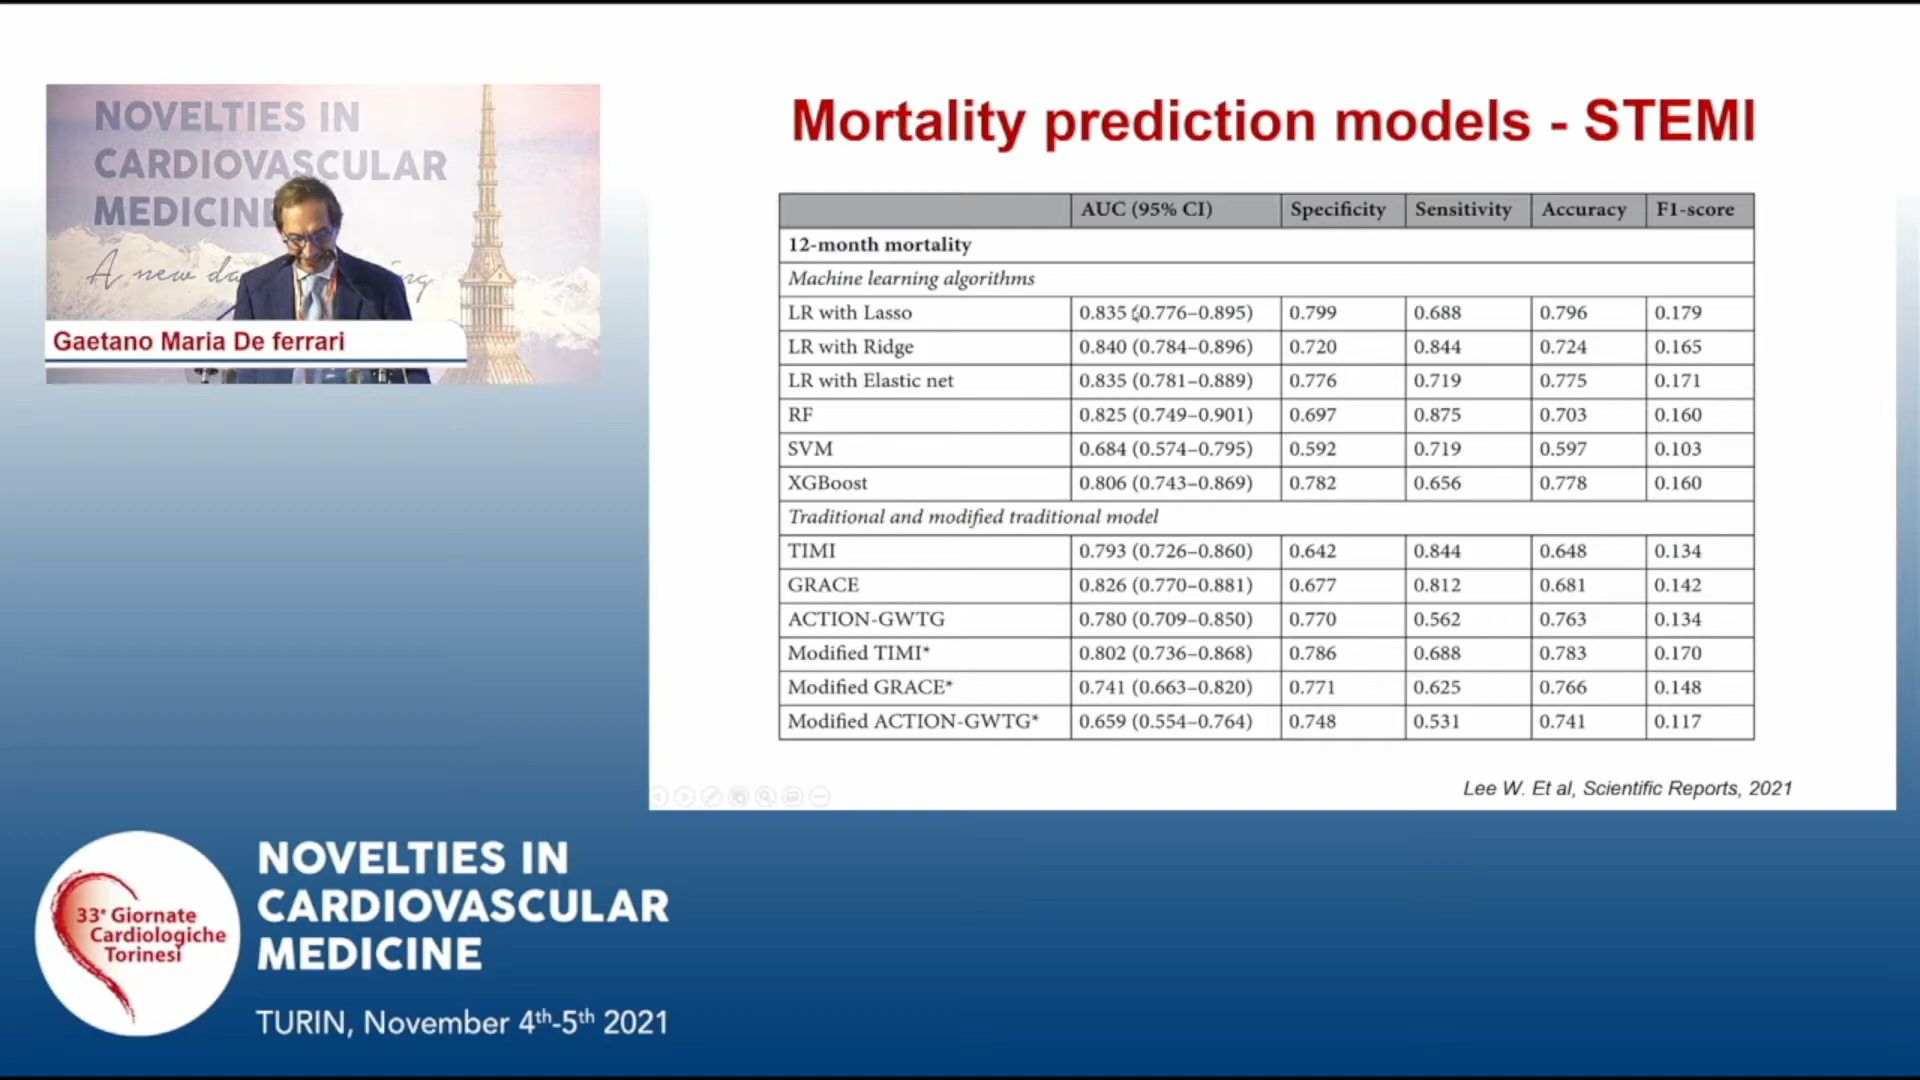 NOVELTIES IN
CARDIOVASCULAR
MEDICINE
A new da
ng
Gaetano Maria De ferrari
Mortality prediction models - STEMI
AUC (95% CI) Specificity Sensitivity Accuracy F1-score
12-month mortality
Machine learning algorithms
LR with Lasso 0.835 (0.776–0.895) 0.799 0.688 0.796 0.179
LR with Ridge 0.840 (0.784–0.896) 0.720 0.844 0.724 0.165
LR with Elastic net 0.835 (0.781–0.889) 0.776 0.719 0.775 0.171
RF 0.825 (0.749–0.901) 0.697 0.875 0.703 0.160
SVM 0.684 (0.574–0.795) 0.592 0.719 0.597 0.103
XGBoost 0.806 (0.743–0.869) 0.782 0.656 0.778 0.160
Traditional and modified traditional model
TIMI 0.793 (0.726–0.860) 0.642 0.844 0.648 0.134
GRACE 0.826 (0.770–0.881) 0.677 0.812 0.681 0.142
ACTION-GWTG 0.780 (0.709–0.850) 0.770 0.562 0.763 0.134
Modified TIMI* 0.802 (0.736–0.868) 0.786 0.688 0.783 0.170
Modified GRACE* 0.741 (0.663–0.820) 0.771 0.625 0.766 0.148
Modified ACTION-GWTG* 0.659 (0.554–0.764) 0.748 0.531 0.741 0.117
Lee W. Et al, Scientific Reports, 2021
33° Giornate
Cardiologiche
Torinesi
NOVELTIES IN
CARDIOVASCULAR
MEDICINE
TURIN, November 4th-5th 2021